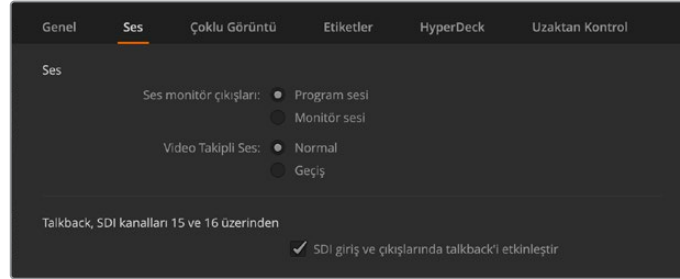 Genel Ses Çoklu Görüntü Etiketler HyperDeck Uzaktan Kontrol
Ses
Ses monitör çıkışları: Program sesi
Monitör sesi
Video Takipli Ses: Normal
Geçiş
Talkback, SDI kanalları 15 ve 16 üzerinden
SDI giriş ve çıkışlarında talkback'i etkinleştir